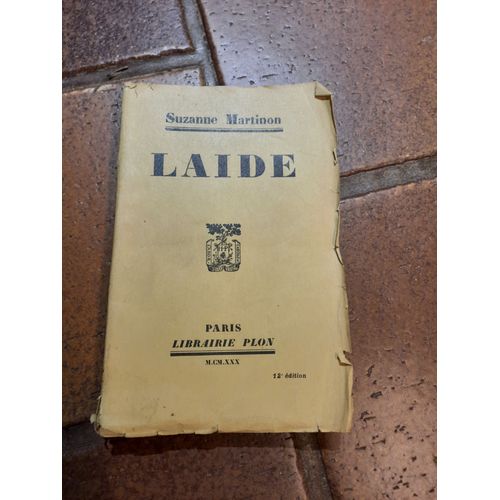 Suzanne Martinon
LAIDE
PARIS
LIBRAIRIE PLON
M.CM.XXX
12e édition